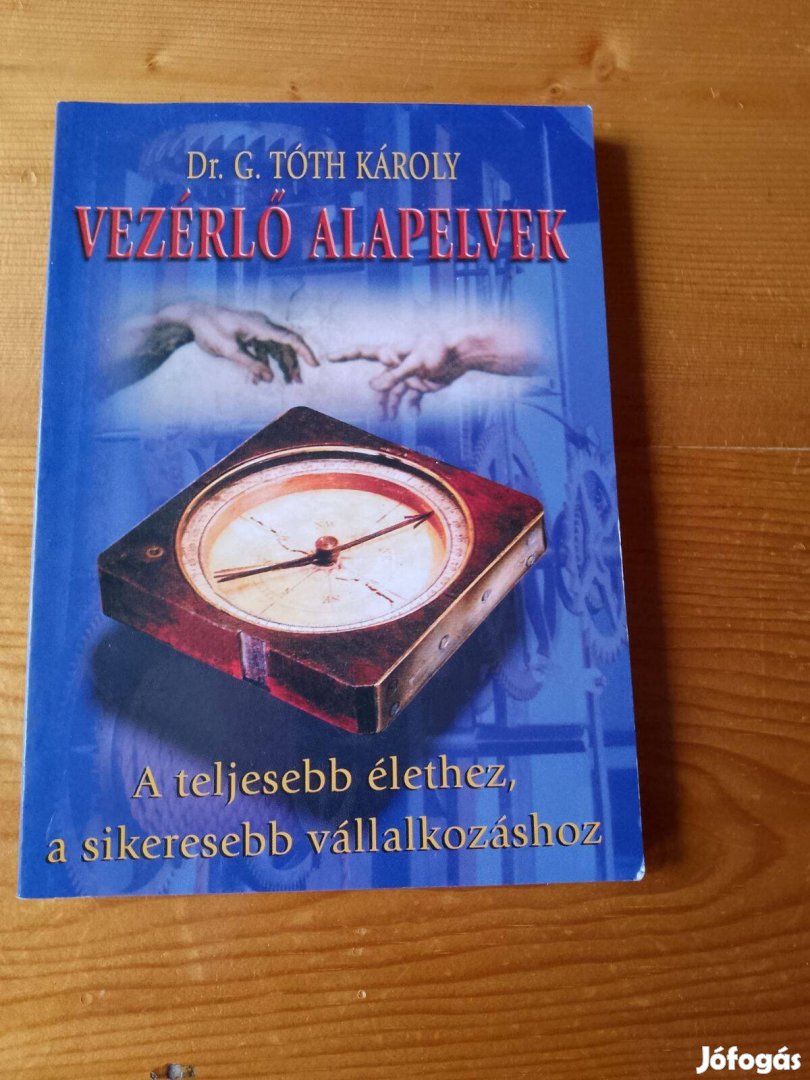 Dr. G. TÓTH KÁROLY
VEZÉRLŐ ALAPELVEK
A teljesebb élethez,
a sikeresebb vállalkozáshoz
Jófogás